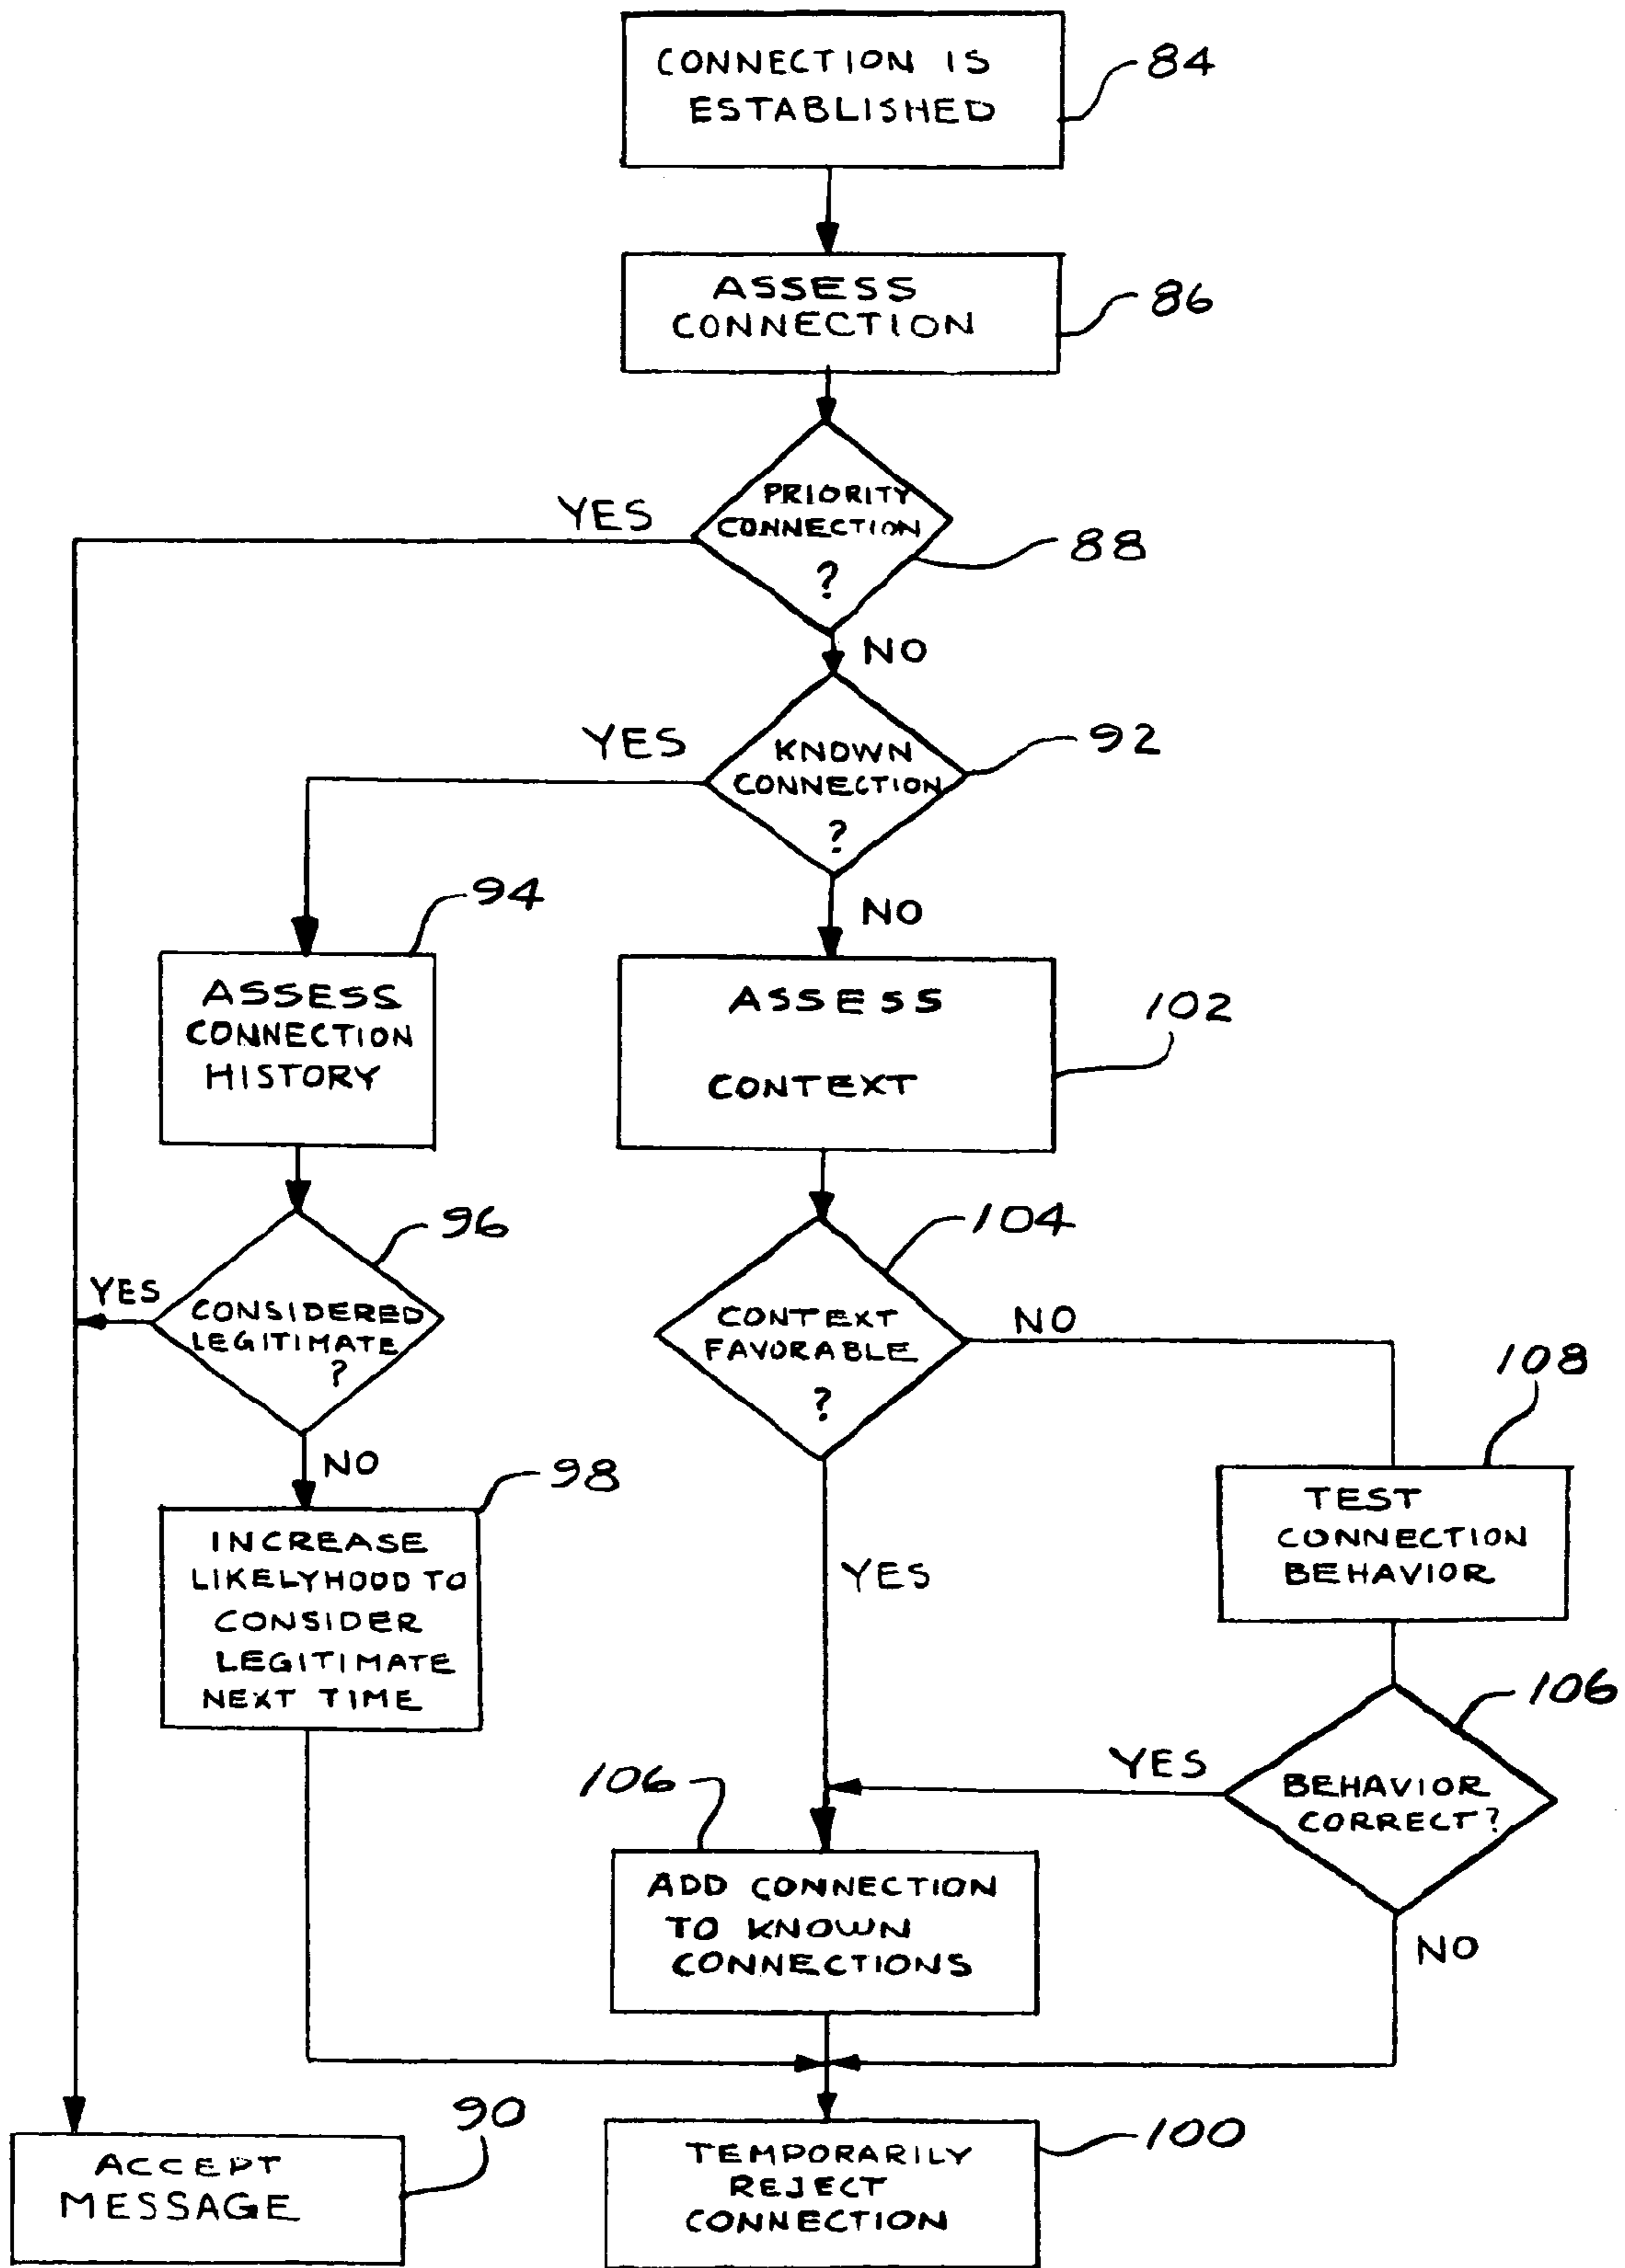 CONNECTION IS
ESTABLISHED
84
ASSESS
CONNECTION
86
PRIORITY
CONNECTION
?
YES
88
NO
KNOWN
CONNECTION
?
YES
92
NO
94
ASSESS
CONNECTION
HISTORY
ASSESS
CONTEXT
102
96
CONSIDERED
LEGITIMATE
?
YES
NO
104
CONTEXT
FAVORABLE
?
NO
YES
108
TEST
CONNECTION
BEHAVIOR
98
INCREASE
LIKELYHOOD TO
CONSIDER
LEGITIMATE
NEXT TIME
106
BEHAVIOR
CORRECT?
YES
NO
106
ADD CONNECTION
TO KNOWN
CONNECTIONS
90
ACCEPT
MESSAGE
TEMPORARILY
REJECT
CONNECTION
100